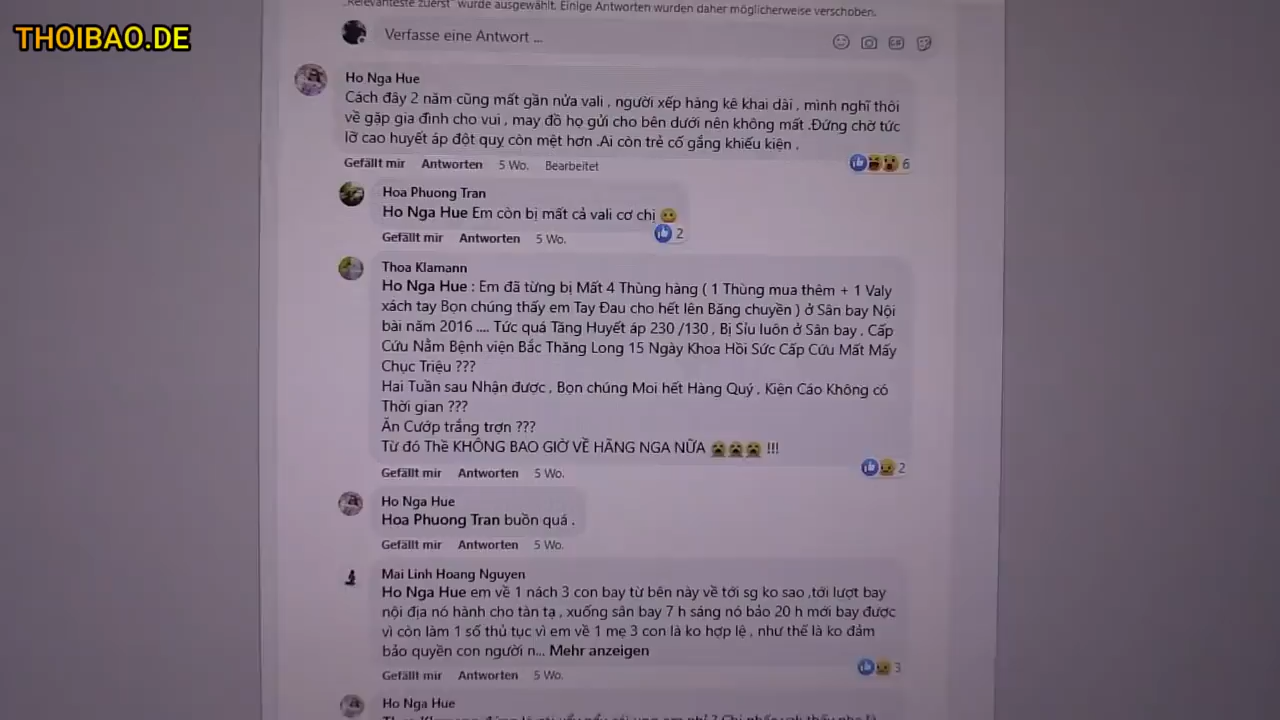 „Relevanteste zuerst“ wurde ausgewählt. Einige Antworten wurden daher möglicherweise verschoben.
THOIBAO.DE
Verfasse eine Antwort ...
Ho Nga Hue
Cách đây 2 năm cũng mất gần nửa vali , người xếp hàng kê khai dài , mình nghĩ thôi
về gặp gia đình cho vui , may đồ họ gửi cho bên dưới nên không mất .Đứng chờ tức
lỡ cao huyết áp đột quỵ còn mệt hơn .Ai còn trẻ cố gắng khiếu kiện .
Gefällt mir Antworten 5 Wo. Bearbeitet
6
Hoa Phuong Tran
Ho Nga Hue Em còn bị mất cả vali cơ chị 😬
Gefällt mir Antworten 5 Wo.
2
Thoa Klamann
Ho Nga Hue : Em đã từng bị Mất 4 Thùng hàng ( 1 Thùng mua thêm + 1 Valy
xách tay Bọn chúng thấy em Tay Đau cho hết lên Băng chuyền ) ở Sân bay Nội
bài năm 2016 .... Tức quá Tăng Huyết áp 230 /130 , Bị Sỉu luôn ở Sân bay . Cấp
Cứu Nằm Bệnh viện Bắc Thăng Long 15 Ngày Khoa Hồi Sức Cấp Cứu Mất Mấy
Chục Triệu ???
Hai Tuần sau Nhận được , Bọn chúng Moi hết Hàng Quý , Kiện Cáo Không có
Thời gian ???
Ăn Cướp trắng trợn ???
Từ đó Thề KHÔNG BAO GIỜ VỀ HÃNG NGA NỮA 😭😭😭 !!!
Gefällt mir Antworten 5 Wo.
2
Ho Nga Hue
Hoa Phuong Tran buồn quá .
Gefällt mir Antworten 5 Wo.
Mai Linh Hoang Nguyen
Ho Nga Hue em về 1 nách 3 con bay từ bên này về tới sg ko sao ,tới lượt bay
nội địa nó hành cho tàn tạ , xuống sân bay 7 h sáng nó bảo 20 h mới bay được
vì còn làm 1 số thủ tục vì em về 1 mẹ 3 con là ko hợp lệ , như thế là ko đảm
bảo quyền con người n... Mehr anzeigen
Gefällt mir Antworten 5 Wo.
3
Ho Nga Hue